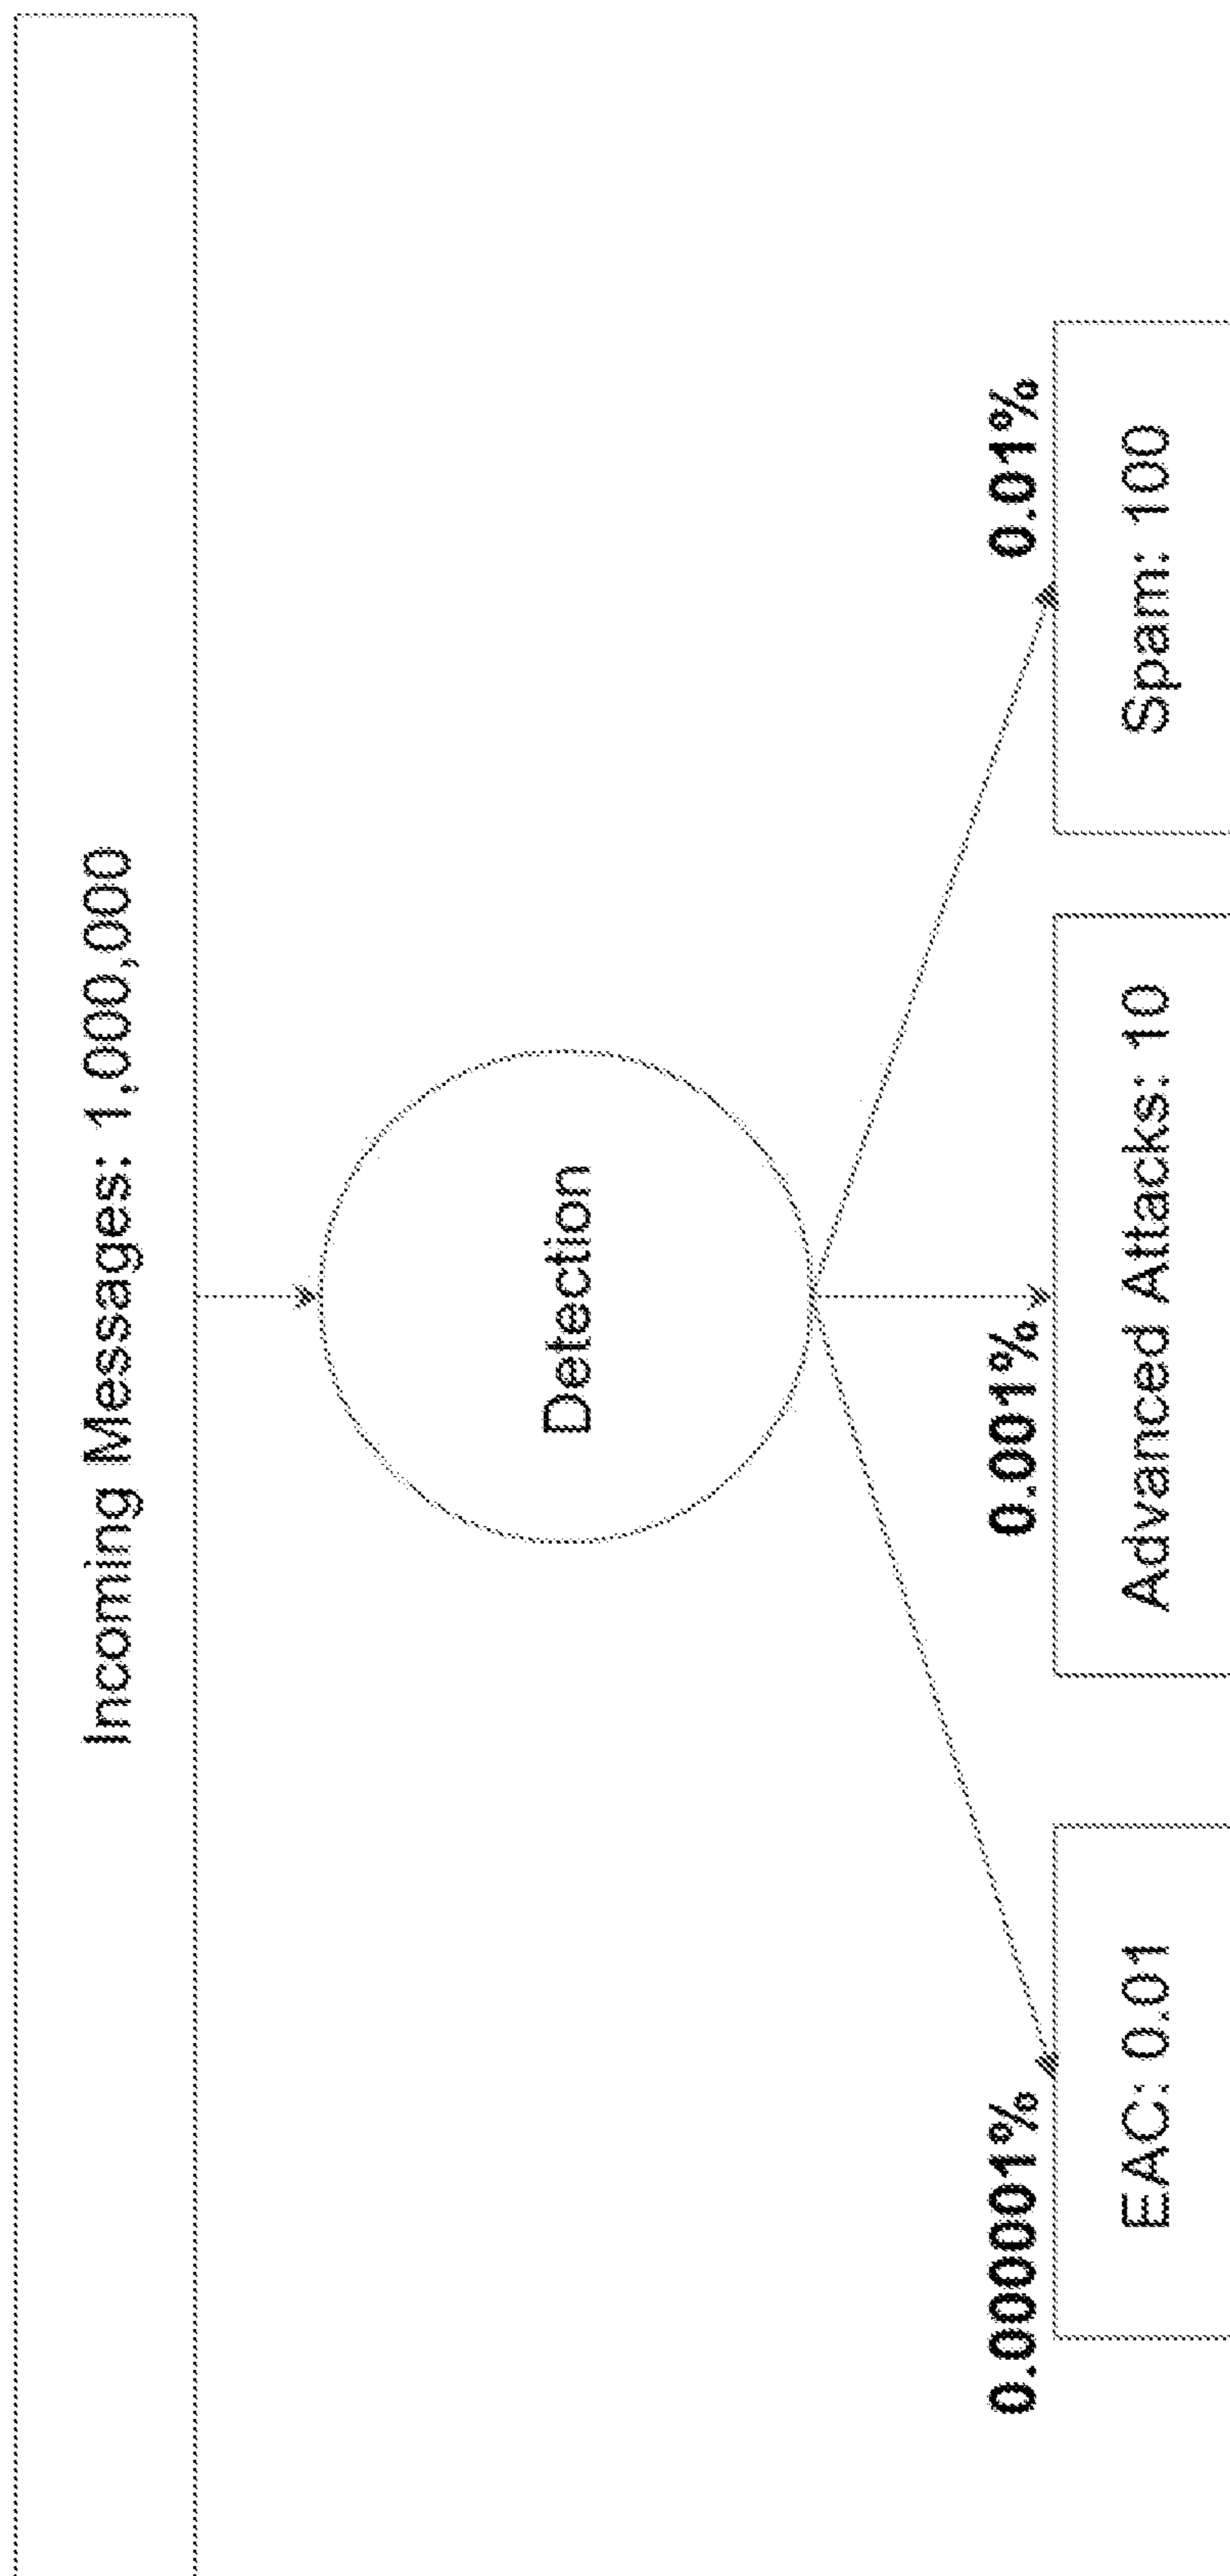 Incoming Messages: 1,000,000
Detection
0.000001%
0.001%
0.01%
EAC: 0.01
Advanced Attacks: 10
Spam: 100